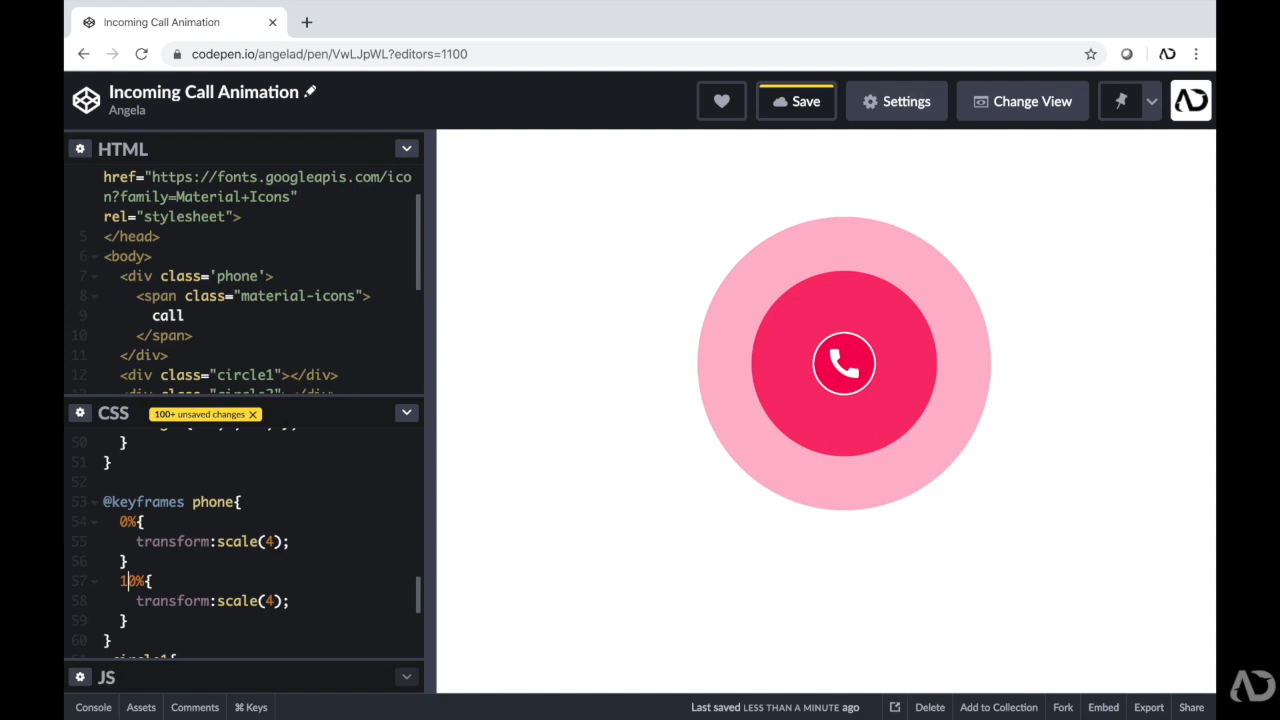 Incoming Call Animation
codepen.io/angelad/pen/VwLJpWL?editors=1100
Incoming Call Animation
Angela
Save
Settings
Change View
HTML
href="https://fonts.googleapis.com/ico
n?family=Material+Icons"
rel="stylesheet">
5 </head>
6 <body>
7 <div class='phone'>
8 <span class="material-icons">
9 call
10 </span>
11 </div>
12 <div class="circle1"></div>
CSS 100+ unsaved changes
50 }
51 }
52
53 @keyframes phone{
54 0%{
55 transform:scale(4);
56 }
57 10%{
58 transform:scale(4);
59 }
60 }
JS
Console Assets Comments ⌘ Keys Last saved LESS THAN A MINUTE ago Delete Add to Collection Fork Embed Export Share